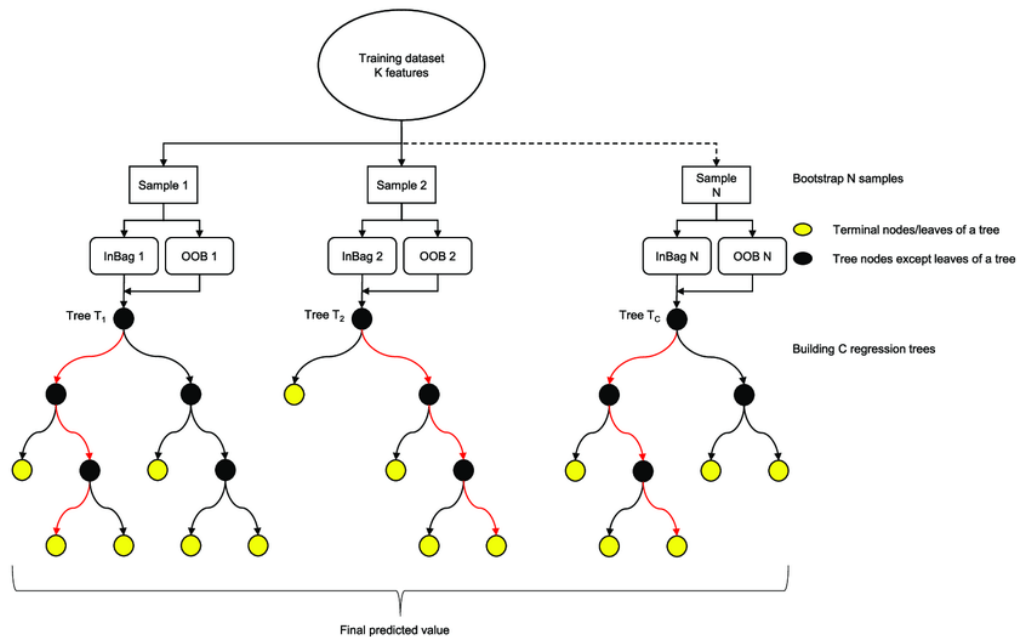 Training dataset
K features
Sample 1
Sample 2
Sample
N
Bootstrap N samples
InBag 1
OOB 1
InBag 2
OOB 2
InBag N
OOB N
Terminal nodes/leaves of a tree
Tree nodes except leaves of a tree
Tree T1
Tree T2
Tree TC
Building C regression trees
Final predicted value